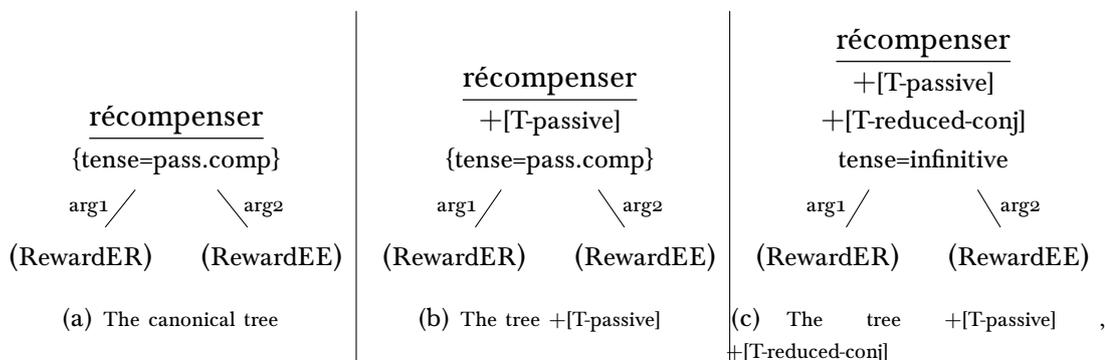 récompenser
{tense=pass.comp}
arg1 arg2
(RewardER) (RewardEE)
(a) The canonical tree
récompenser
+[T-passive]
{tense=pass.comp}
arg1 arg2
(RewardER) (RewardEE)
(b) The tree +[T-passive]
récompenser
+[T-passive]
+[T-reduced-conj]
tense=infinitive
arg1 arg2
(RewardER) (RewardEE)
(c) The tree +[T-passive] ,
+[T-reduced-conj]